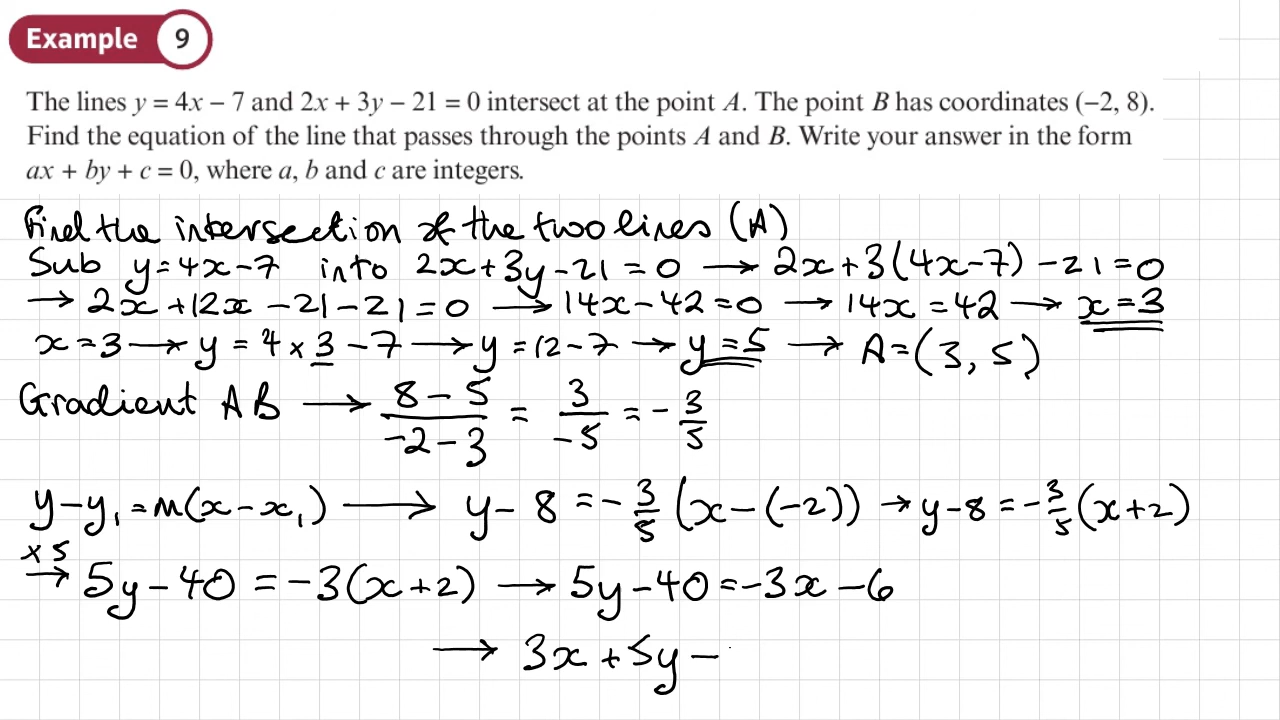 Example 9
The lines y = 4x − 7 and 2x + 3y − 21 = 0 intersect at the point A. The point B has coordinates (−2, 8).
Find the equation of the line that passes through the points A and B. Write your answer in the form
ax + by + c = 0, where a, b and c are integers.
Find the intersection of the two lines (A)
Sub y=4x−7 into 2x+3y−21=0 → 2x+3(4x−7)−21=0
→ 2x+12x−21−21=0 → 14x−42=0 → 14x=42 → x=3
x=3 → y=4×3−7 → y=12−7 → y=5 → A=(3,5)
Gradient AB → (8−5)/(−2−3) = 3/−5 = −3/5
y−y₁=m(x−x₁) → y−8=−3/5(x−(−2)) → y−8=−3/5(x+2)
×5
→ 5y−40=−3(x+2) → 5y−40=−3x−6
→ 3x+5y−